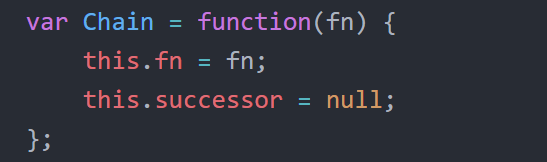 var Chain = function(fn) {
    this.fn = fn;
    this.successor = null;
};